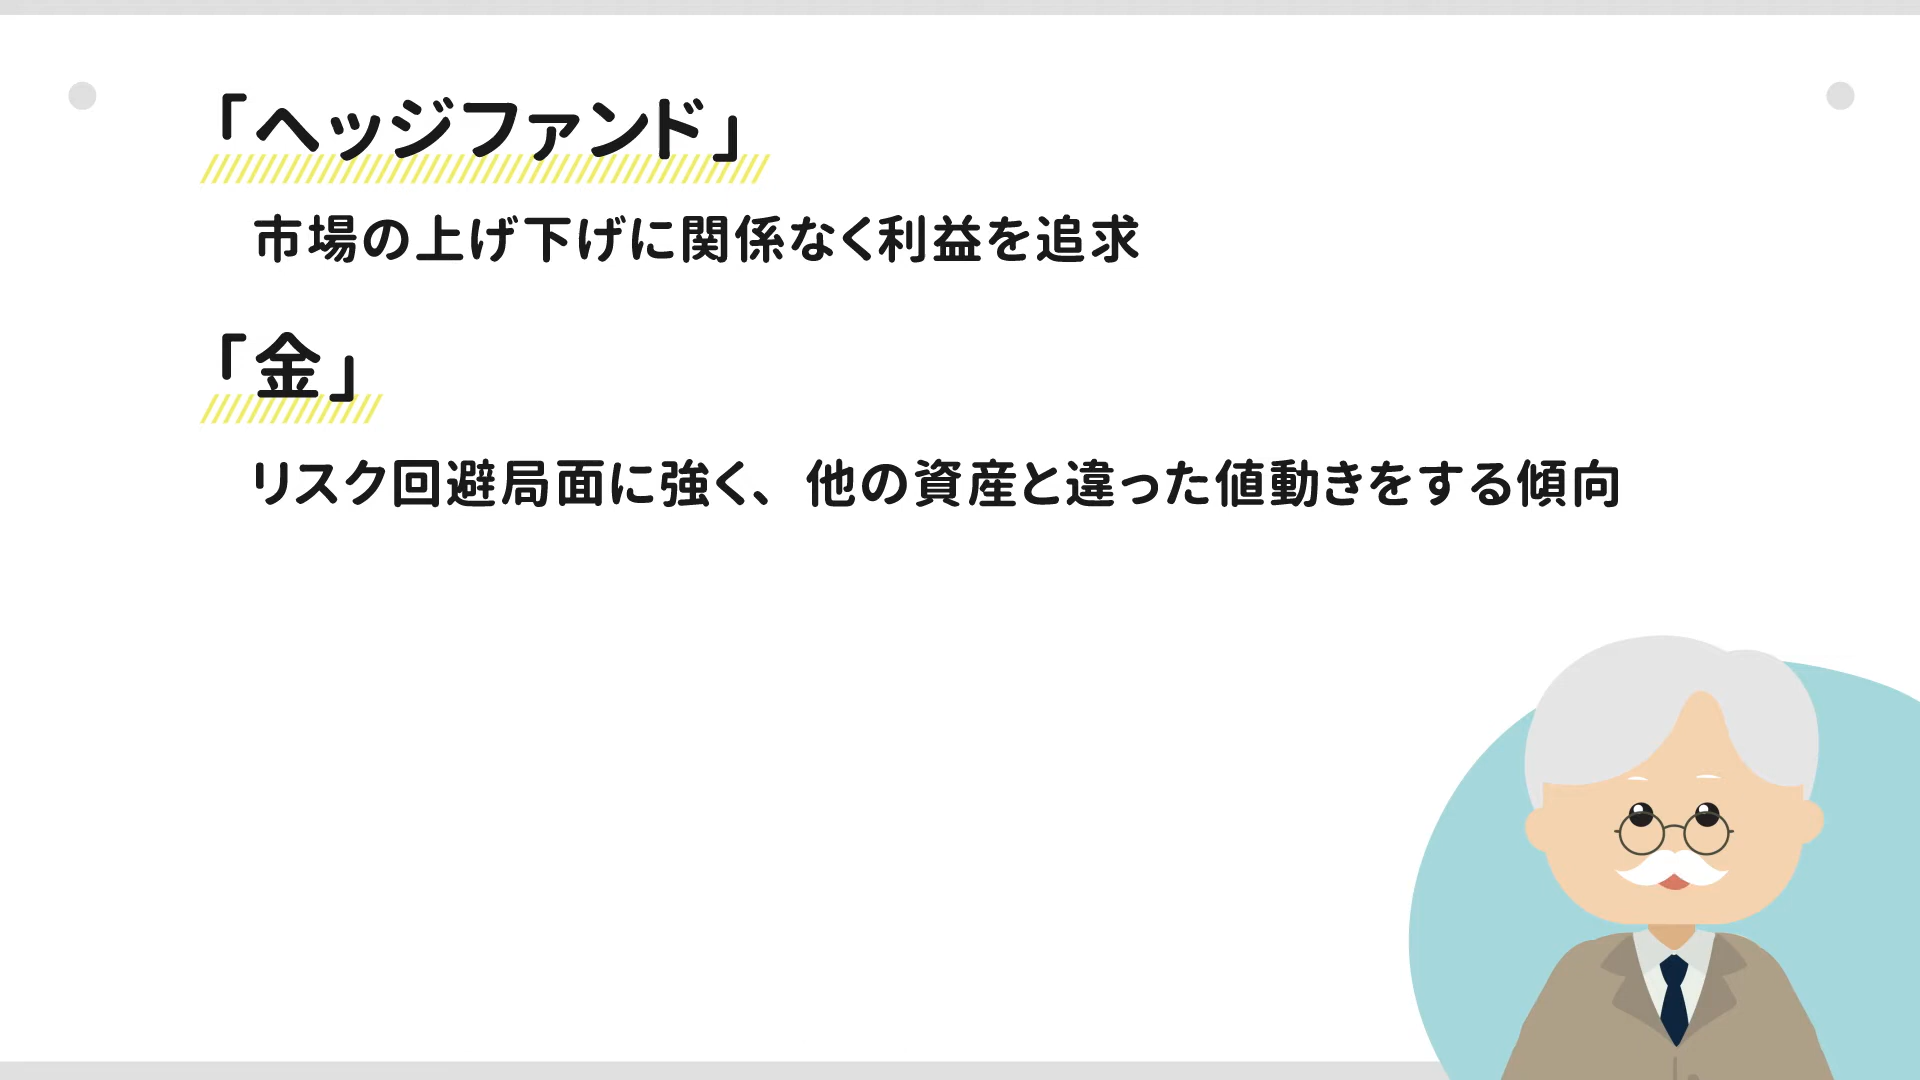 「ヘッジファンド」
市場の上げ下げに関係なく利益を追求
「金」
リスク回避局面に強く、他の資産と違った値動きをする傾向